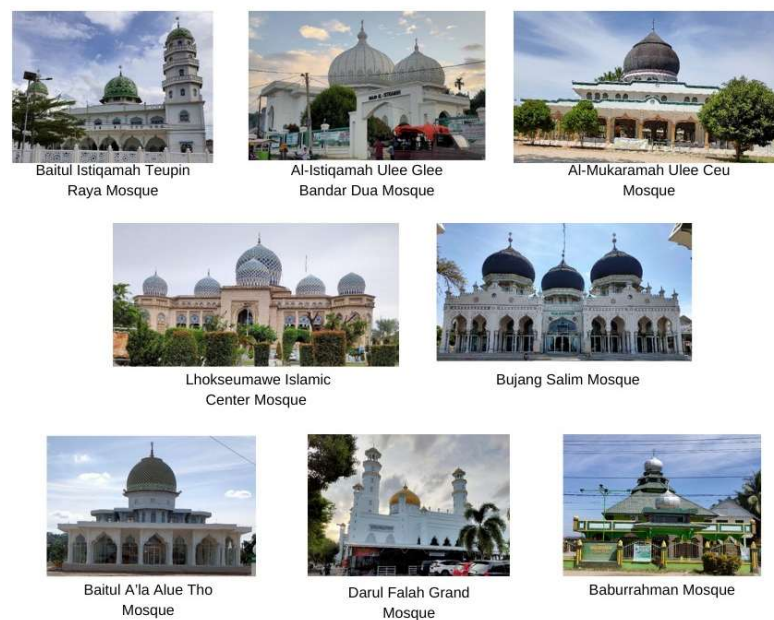 Baitul Istiqamah Teupin
Raya Mosque
Al-Istiqamah Ulee Glee
Bandar Dua Mosque
Al-Mukaramah Ulee Ceu
Mosque
Lhokseumawe Islamic
Center Mosque
Bujang Salim Mosque
Baitul A'la Alue Tho
Mosque
Darul Falah Grand
Mosque
Baburrahman Mosque